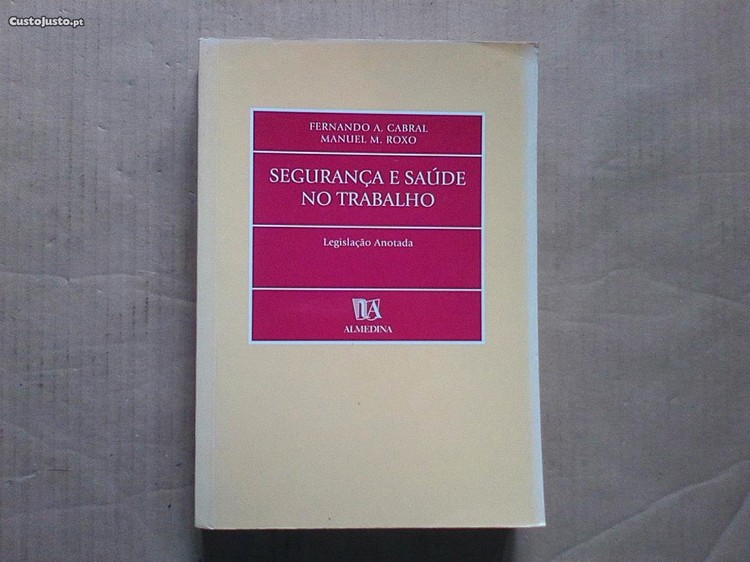 CustoJusto.pt
FERNANDO A. CABRAL
MANUEL M. ROXO
SEGURANÇA E SAÚDE
NO TRABALHO
Legislação Anotada
ALMEDINA